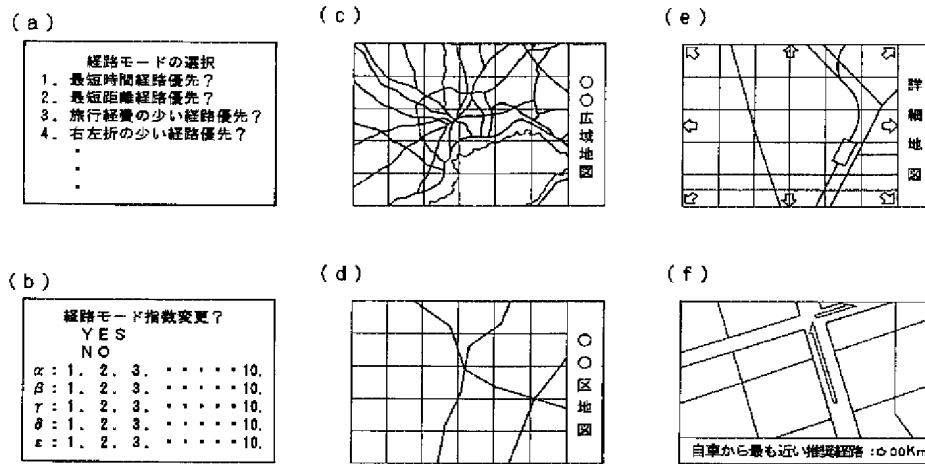 (a)
経路モードの選択
1. 最短時間経路優先?
2. 最短距離経路優先?
3. 旅行経費の少い経路優先?
4. 右左折の少い経路優先?
・
・
・
(b)
経路モード指数変更?
YES
NO
α:1. 2. 3. ・・・・・10.
β:1. 2. 3. ・・・・・10.
γ:1. 2. 3. ・・・・・10.
δ:1. 2. 3. ・・・・・10.
ε:1. 2. 3. ・・・・・10.
(c)
○○広域地図
(d)
○○区地図
(e)
詳細地図
(f)
自車から最も近い推奨経路:○00Km